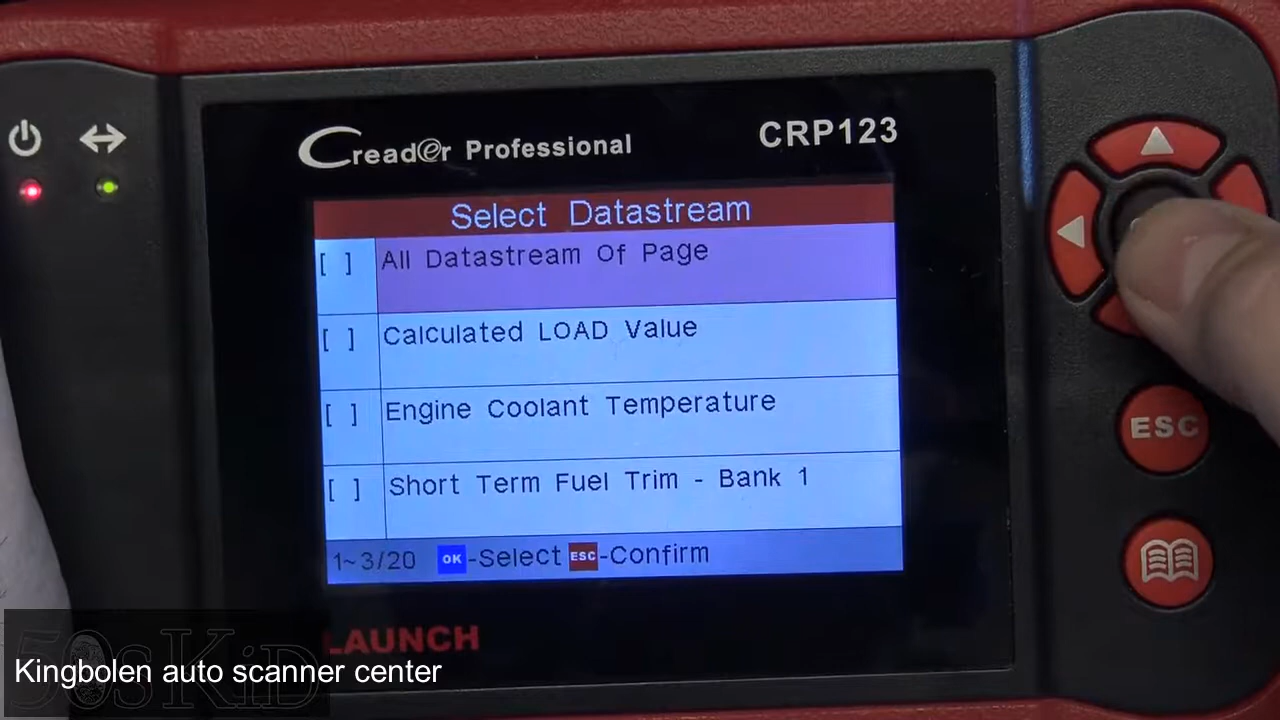 Creader Professional
CRP123
Select Datastream
[ ] All Datastream Of Page
[ ] Calculated LOAD Value
[ ] Engine Coolant Temperature
[ ] Short Term Fuel Trim - Bank 1
1~3/20 OK-Select ESC-Confirm
ESC
LAUNCH
50sKiD
Kingbolen auto scanner center